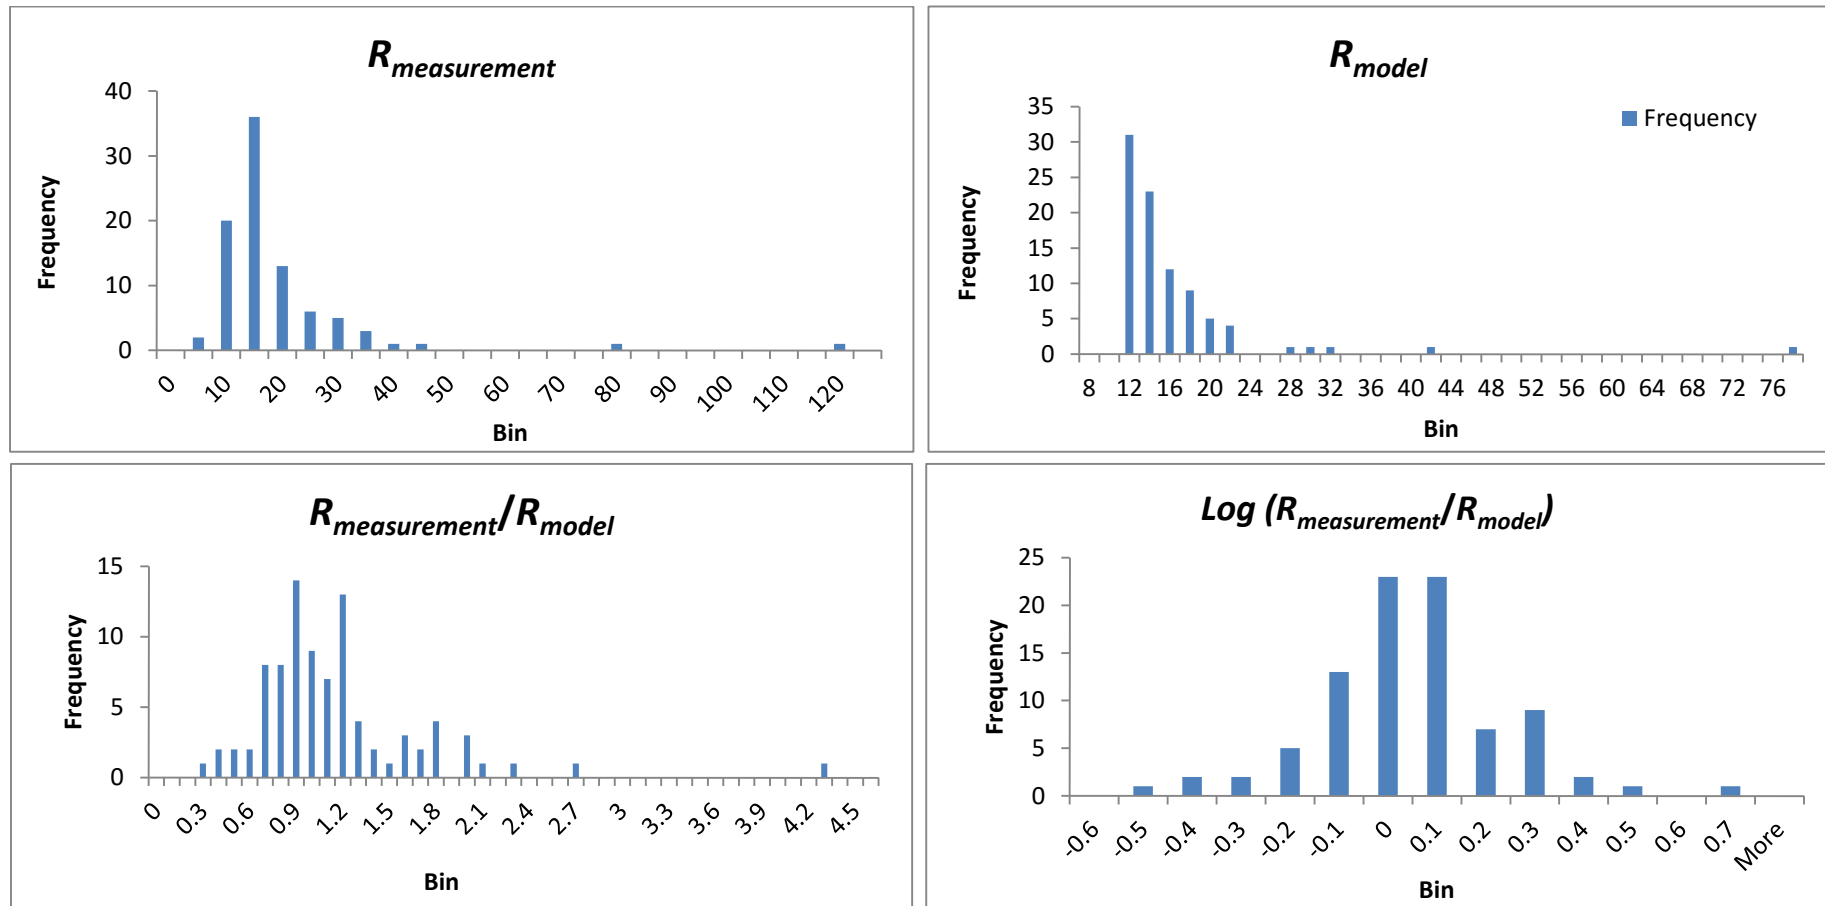 R measurement
40
30
20
10
0
Frequency
0 10 20 30 40 50 60 70 80 90 100 110 120
Bin
R model
35
30
25
20
15
10
5
0
Frequency
Frequency
8 12 16 20 24 28 32 36 40 44 48 52 56 60 64 68 72 76
Bin
R measurement/R model
15
10
5
0
Frequency
0 0.3 0.6 0.9 1.2 1.5 1.8 2.1 2.4 2.7 3 3.3 3.6 3.9 4.2 4.5
Bin
Log (R measurement/R model)
25
20
15
10
5
0
Frequency
-0.6 -0.5 -0.4 -0.3 -0.2 -0.1 0 0.1 0.2 0.3 0.4 0.5 0.6 0.7 More
Bin